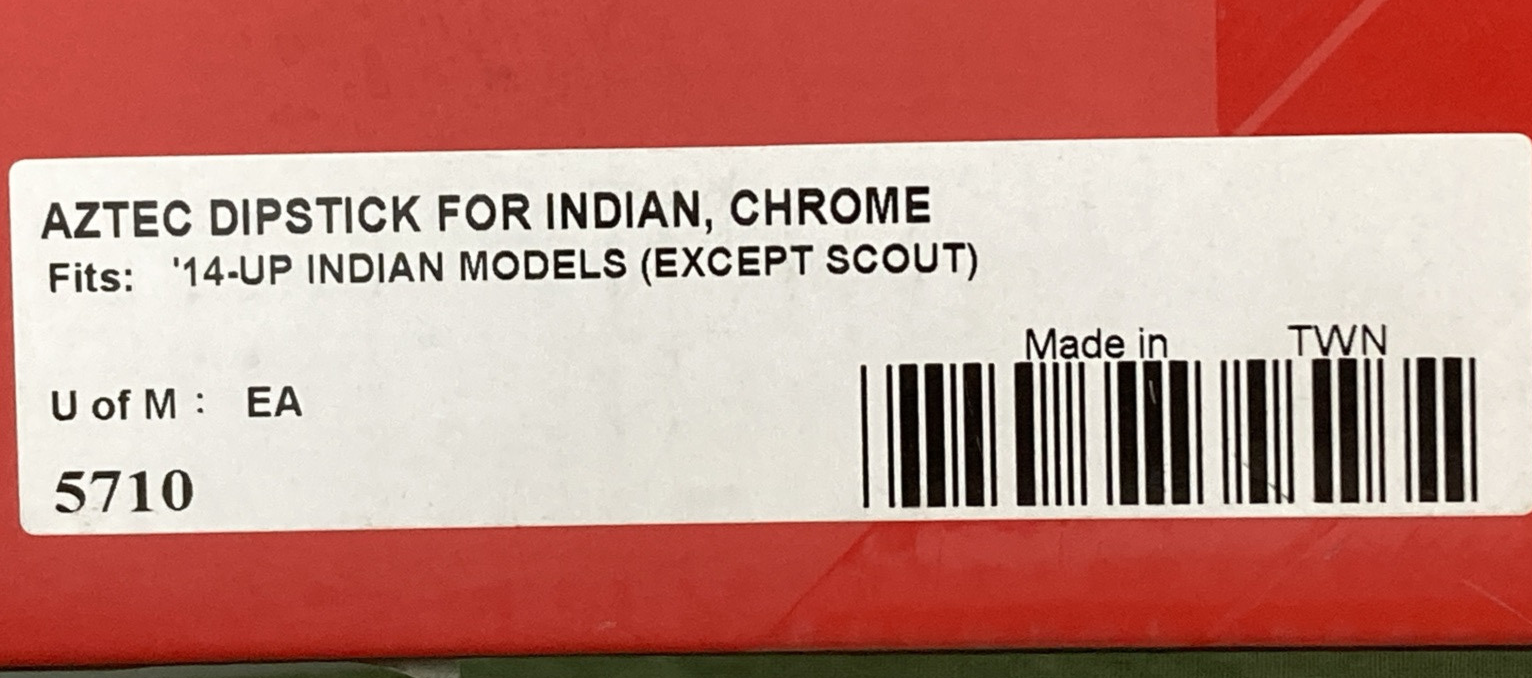 AZTEC DIPSTICK FOR INDIAN, CHROME
Fits: '14-UP INDIAN MODELS (EXCEPT SCOUT)
Made in TWN
U of M : EA
5710